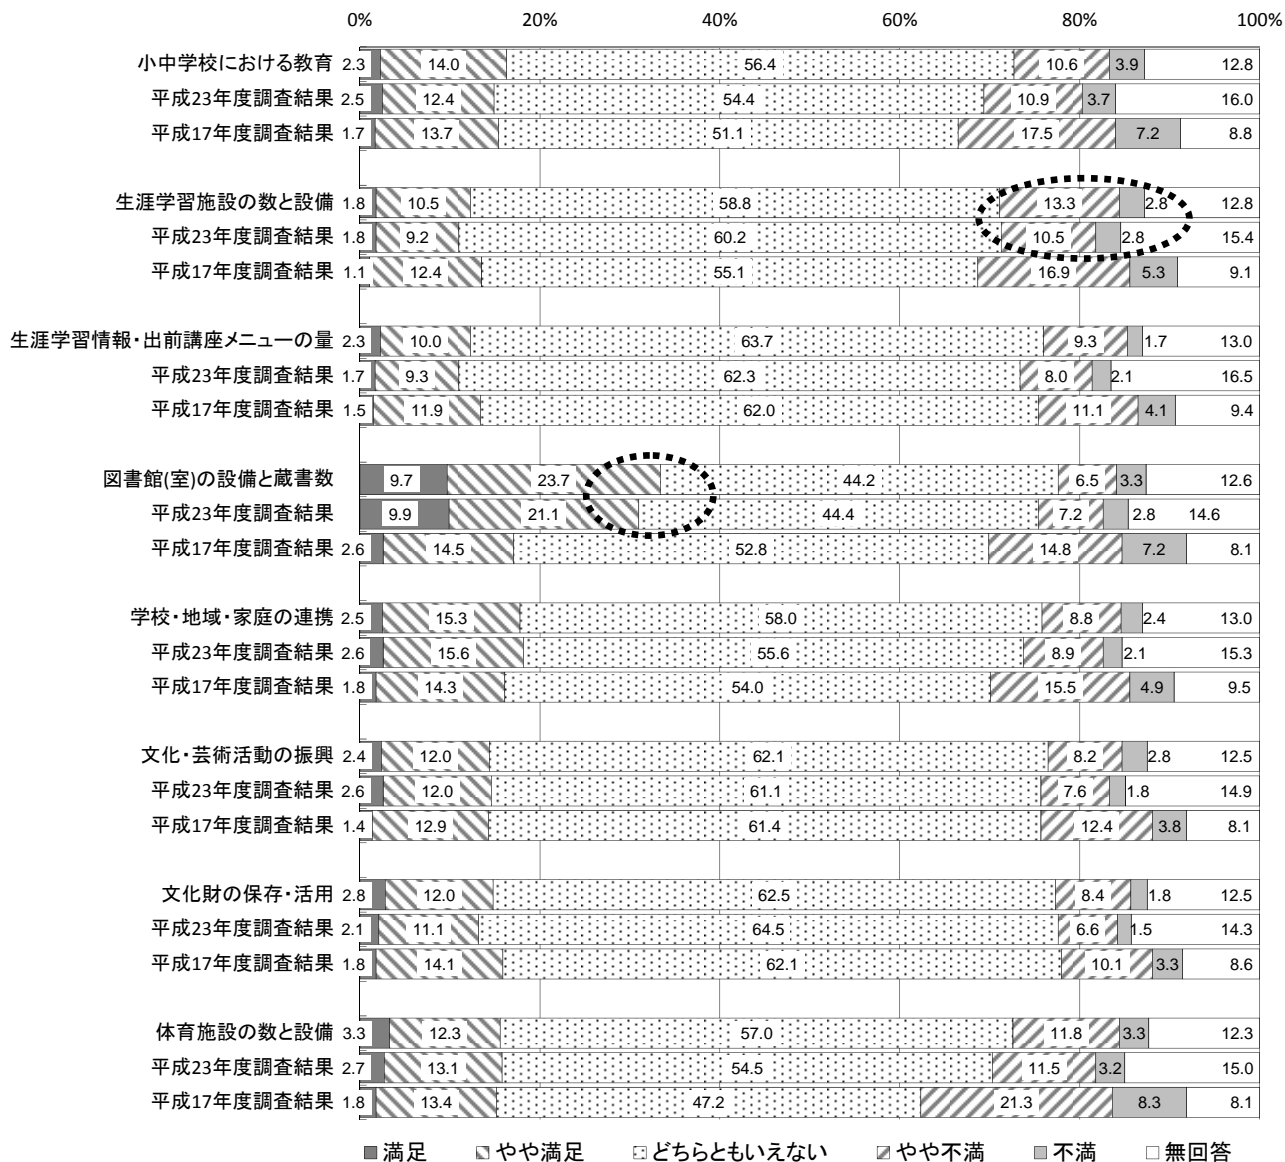 0% 20% 40% 60% 80% 100%
小中学校における教育 2.3 14.0 56.4 10.6 3.9 12.8
平成23年度調査結果 2.5 12.4 54.4 10.9 3.7 16.0
平成17年度調査結果 1.7 13.7 51.1 17.5 7.2 8.8
生涯学習施設の数と設備 1.8 10.5 58.8 13.3 2.8 12.8
平成23年度調査結果 1.8 9.2 60.2 10.5 2.8 15.4
平成17年度調査結果 1.1 12.4 55.1 16.9 5.3 9.1
生涯学習情報・出前講座メニューの量 2.3 10.0 63.7 9.3 1.7 13.0
平成23年度調査結果 1.7 9.3 62.3 8.0 2.1 16.5
平成17年度調査結果 1.5 11.9 62.0 11.1 4.1 9.4
図書館(室)の設備と蔵書数 9.7 23.7 44.2 6.5 3.3 12.6
平成23年度調査結果 9.9 21.1 44.4 7.2 2.8 14.6
平成17年度調査結果 2.6 14.5 52.8 14.8 7.2 8.1
学校・地域・家庭の連携 2.5 15.3 58.0 8.8 2.4 13.0
平成23年度調査結果 2.6 15.6 55.6 8.9 2.1 15.3
平成17年度調査結果 1.8 14.3 54.0 15.5 4.9 9.5
文化・芸術活動の振興 2.4 12.0 62.1 8.2 2.8 12.5
平成23年度調査結果 2.6 12.0 61.1 7.6 1.8 14.9
平成17年度調査結果 1.4 12.9 61.4 12.4 3.8 8.1
文化財の保存・活用 2.8 12.0 62.5 8.4 1.8 12.5
平成23年度調査結果 2.1 11.1 64.5 6.6 1.5 14.3
平成17年度調査結果 1.8 14.1 62.1 10.1 3.3 8.6
体育施設の数と設備 3.3 12.3 57.0 11.8 3.3 12.3
平成23年度調査結果 2.7 13.1 54.5 11.5 3.2 15.0
平成17年度調査結果 1.8 13.4 47.2 21.3 8.3 8.1
満足 やや満足 どちらともいえない やや不満 不満 無回答